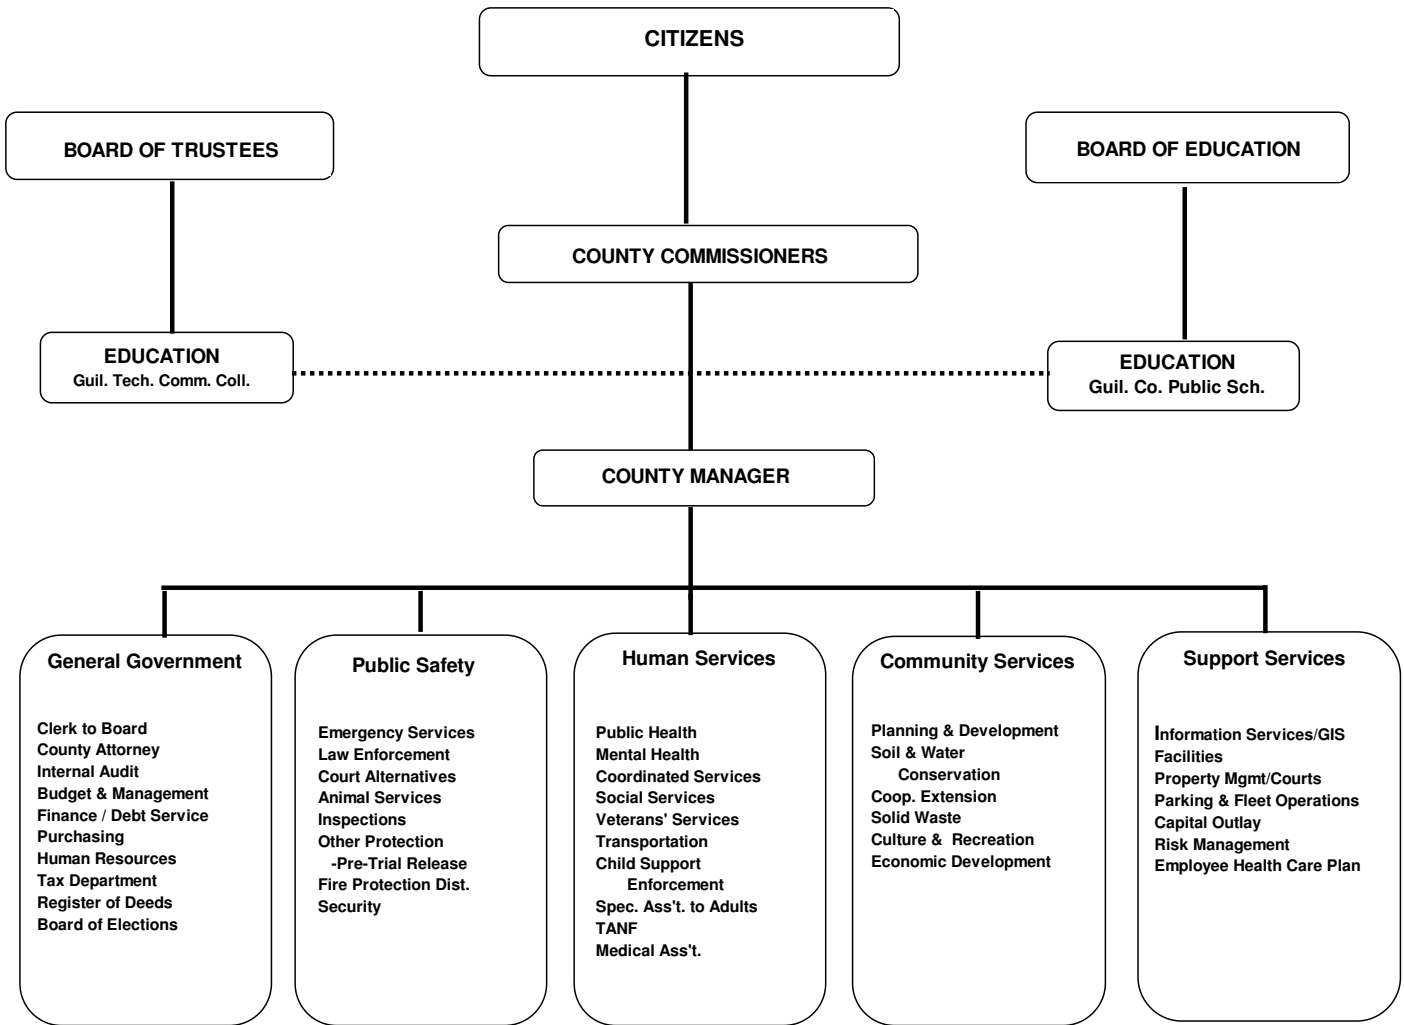 CITIZENS
BOARD OF TRUSTEES
BOARD OF EDUCATION
COUNTY COMMISSIONERS
EDUCATION
Guil. Tech. Comm. Coll.
EDUCATION
Guil. Co. Public Sch.
COUNTY MANAGER
General Government
Clerk to Board
County Attorney
Internal Audit
Budget & Management
Finance / Debt Service
Purchasing
Human Resources
Tax Department
Register of Deeds
Board of Elections
Public Safety
Emergency Services
Law Enforcement
Court Alternatives
Animal Services
Inspections
Other Protection
-Pre-Trial Release
Fire Protection Dist.
Security
Human Services
Public Health
Mental Health
Coordinated Services
Social Services
Veterans' Services
Transportation
Child Support
Enforcement
Spec. Ass't. to Adults
TANF
Medical Ass't.
Community Services
Planning & Development
Soil & Water
Conservation
Coop. Extension
Solid Waste
Culture & Recreation
Economic Development
Support Services
Information Services/GIS
Facilities
Property Mgmt/Courts
Parking & Fleet Operations
Capital Outlay
Risk Management
Employee Health Care Plan